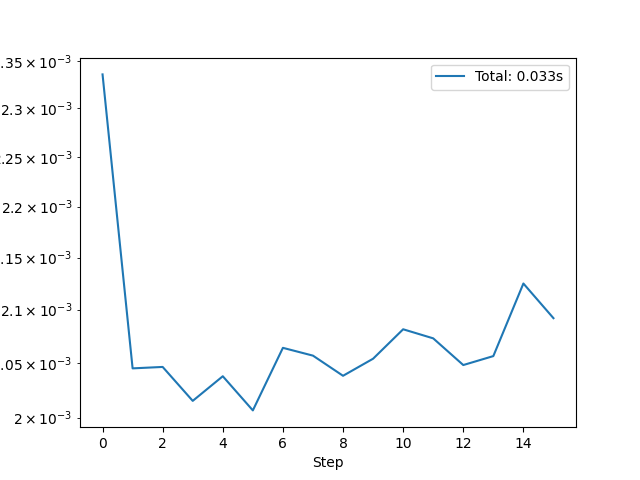 Total: 0.033s
.35 × 10⁻³
2.3 × 10⁻³
.25 × 10⁻³
2.2 × 10⁻³
.15 × 10⁻³
2.1 × 10⁻³
.05 × 10⁻³
2 × 10⁻³
0 2 4 6 8 10 12 14
Step